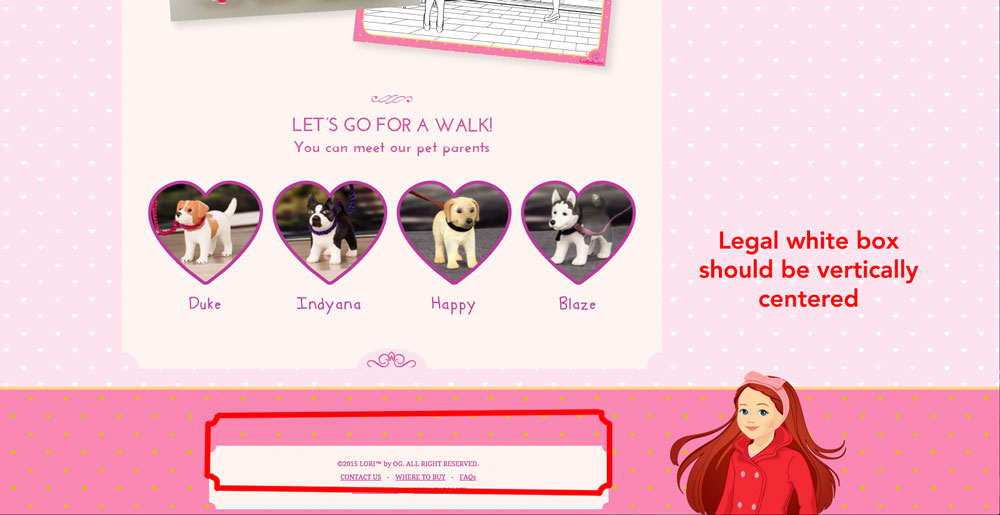 LET'S GO FOR A WALK!
You can meet our pet parents
Duke
Indyana
Happy
Blaze
Legal white box
should be vertically
centered
©2015 LORI™ by OG. ALL RIGHT RESERVED.
CONTACT US - WHERE TO BUY - FAQs